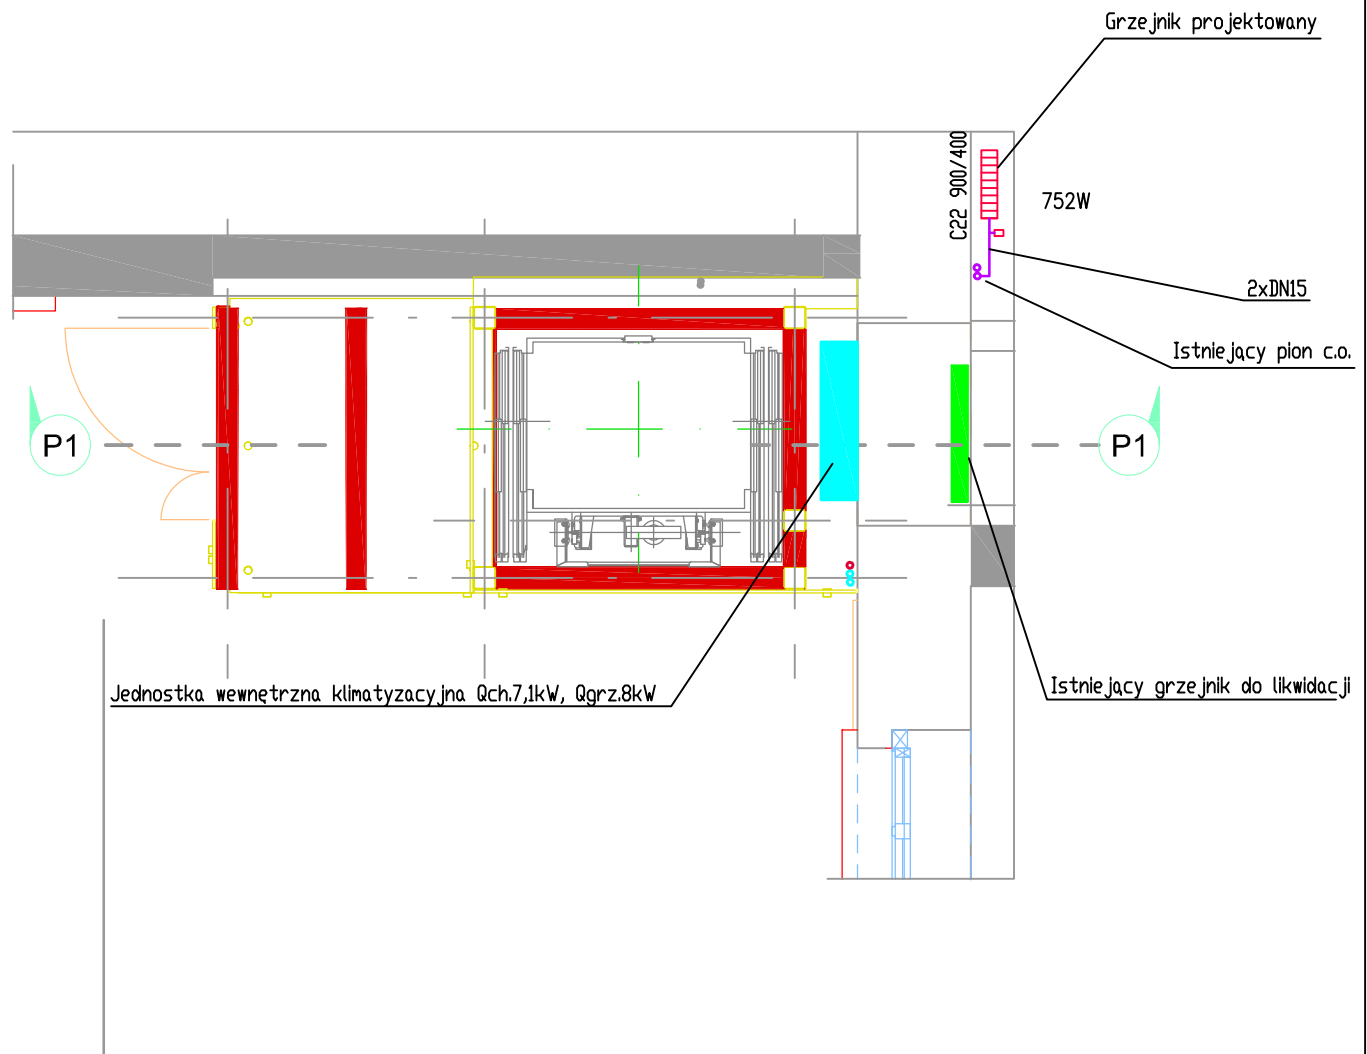 Grzejnik projektowany
C22 900/400
752W
2xDN15
Istniejący pion c.o.
P1
P1
Jednostka wewnętrzna klimatyzacyjna Qch.7,1kW, Qgrz.8kW
Istniejący grzejnik do likwidacji